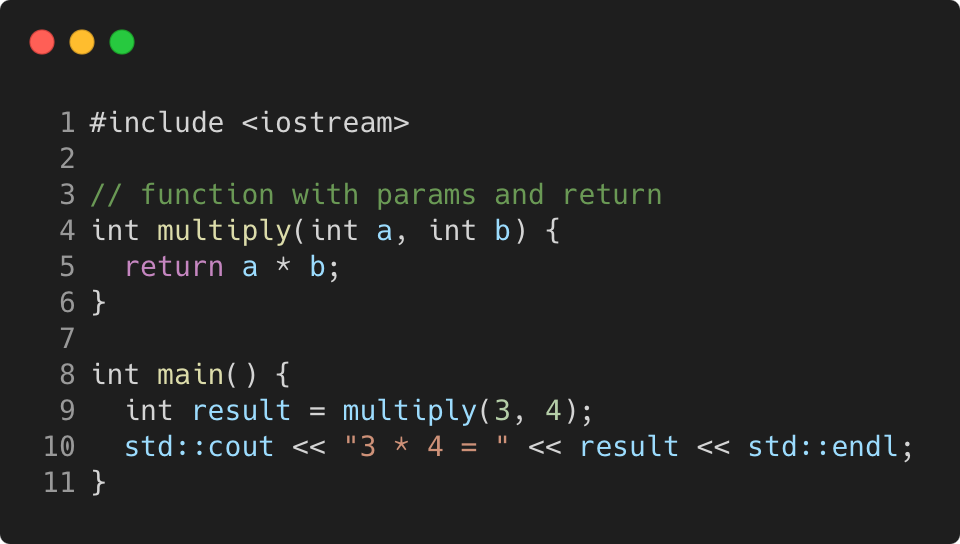 1 #include <iostream>
2
3 // function with params and return
4 int multiply(int a, int b) {
5   return a * b;
6 }
7
8 int main() {
9   int result = multiply(3, 4);
10   std::cout << "3 * 4 = " << result << std::endl;
11 }